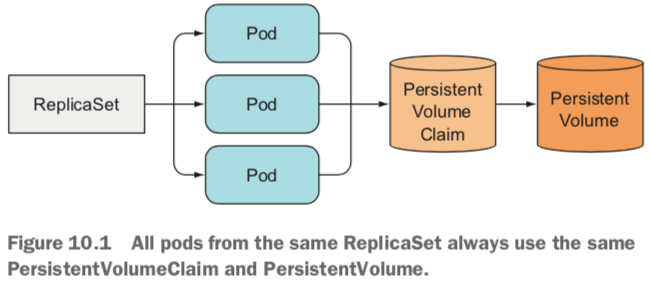 ReplicaSet
Pod
Pod
Pod
Persistent
Volume
Claim
Persistent
Volume
Figure 10.1 All pods from the same ReplicaSet always use the same
PersistentVolumeClaim and PersistentVolume.